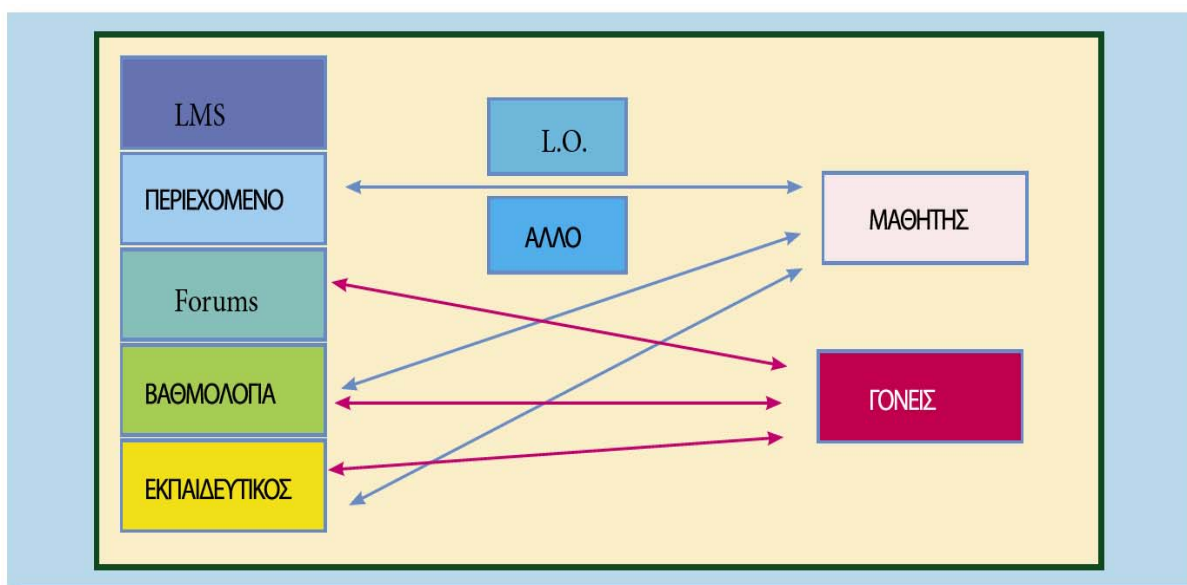 LMS
ΠΕΡΙΕΧΟΜΕΝΟ
Forums
ΒΑΘΜΟΛΟΓΙΑ
ΕΚΠΑΙΔΕΥΤΙΚΟΣ
L.O.
ΑΛΛΟ
ΜΑΘΗΤΗΣ
ΓΟΝΕΙΣ